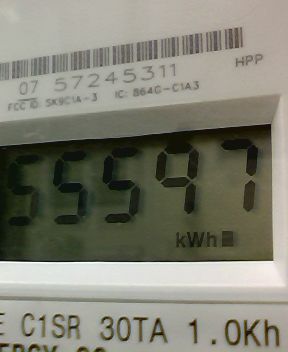 07 57245311
HPP
FCC ID: SK9C1A-3 IC: 864G-C1A3
55597
kWh
E C1SR 30TA 1.0Kh